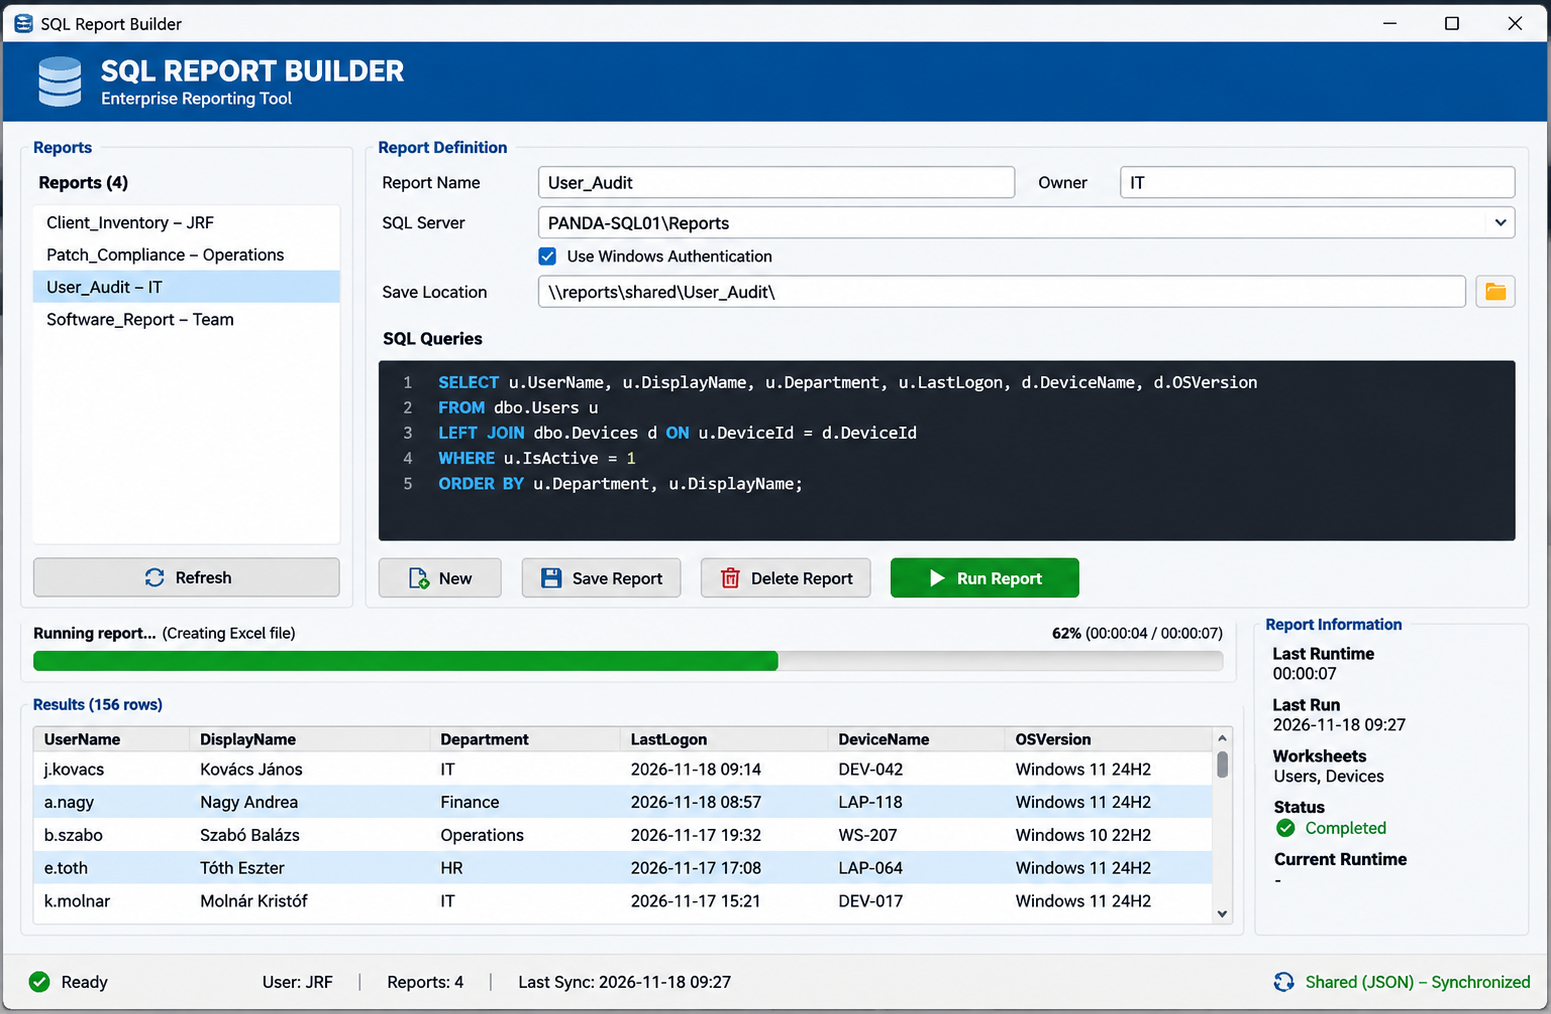 SQL Report Builder
SQL REPORT BUILDER
Enterprise Reporting Tool
Reports
Reports (4)
Client_Inventory – JRF
Patch_Compliance – Operations
User_Audit – IT
Software_Report – Team
Refresh
Report Definition
Report Name User_Audit Owner IT
SQL Server PANDA-SQL01\Reports
Use Windows Authentication
Save Location \\reports\shared\User_Audit\
SQL Queries
1 SELECT u.UserName, u.DisplayName, u.Department, u.LastLogon, d.DeviceName, d.OSVersion
2 FROM dbo.Users u
3 LEFT JOIN dbo.Devices d ON u.DeviceId = d.DeviceId
4 WHERE u.IsActive = 1
5 ORDER BY u.Department, u.DisplayName;
New Save Report Delete Report Run Report
Running report... (Creating Excel file) 62% (00:00:04 / 00:00:07)
Results (156 rows)
UserName DisplayName Department LastLogon DeviceName OSVersion
j.kovacs Kovács János IT 2026-11-18 09:14 DEV-042 Windows 11 24H2
a.nagy Nagy Andrea Finance 2026-11-18 08:57 LAP-118 Windows 11 24H2
b.szabo Szabó Balázs Operations 2026-11-17 19:32 WS-207 Windows 10 22H2
e.toth Tóth Eszter HR 2026-11-17 17:08 LAP-064 Windows 11 24H2
k.molnar Molnár Kristóf IT 2026-11-17 15:21 DEV-017 Windows 11 24H2
Report Information
Last Runtime
00:00:07
Last Run
2026-11-18 09:27
Worksheets
Users, Devices
Status
Completed
Current Runtime
-
Ready User: JRF | Reports: 4 | Last Sync: 2026-11-18 09:27 Shared (JSON) – Synchronized